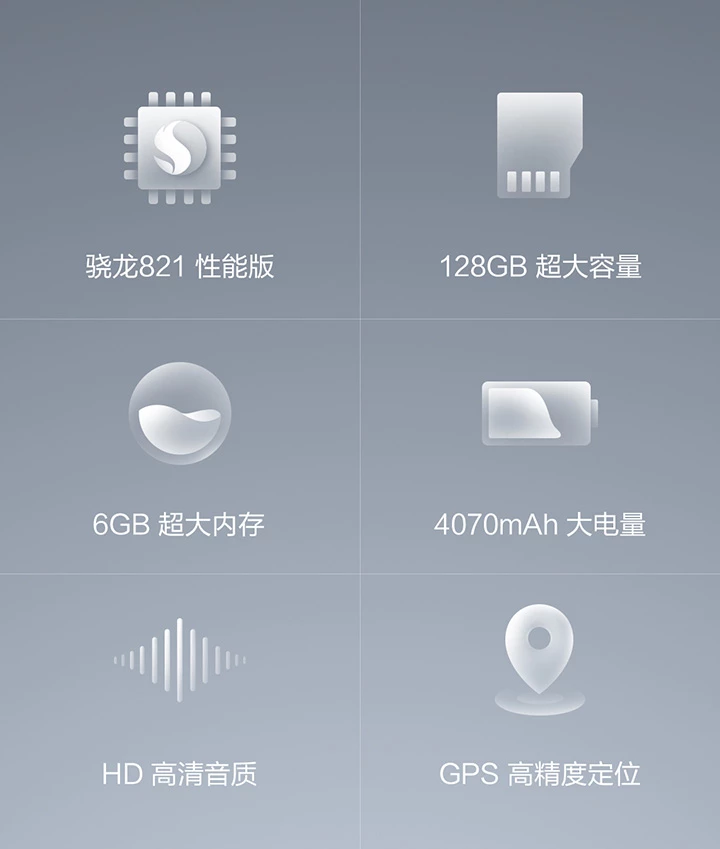 骁龙821 性能版
128GB 超大容量
6GB 超大内存
4070mAh 大电量
HD 高清音质
GPS 高精度定位